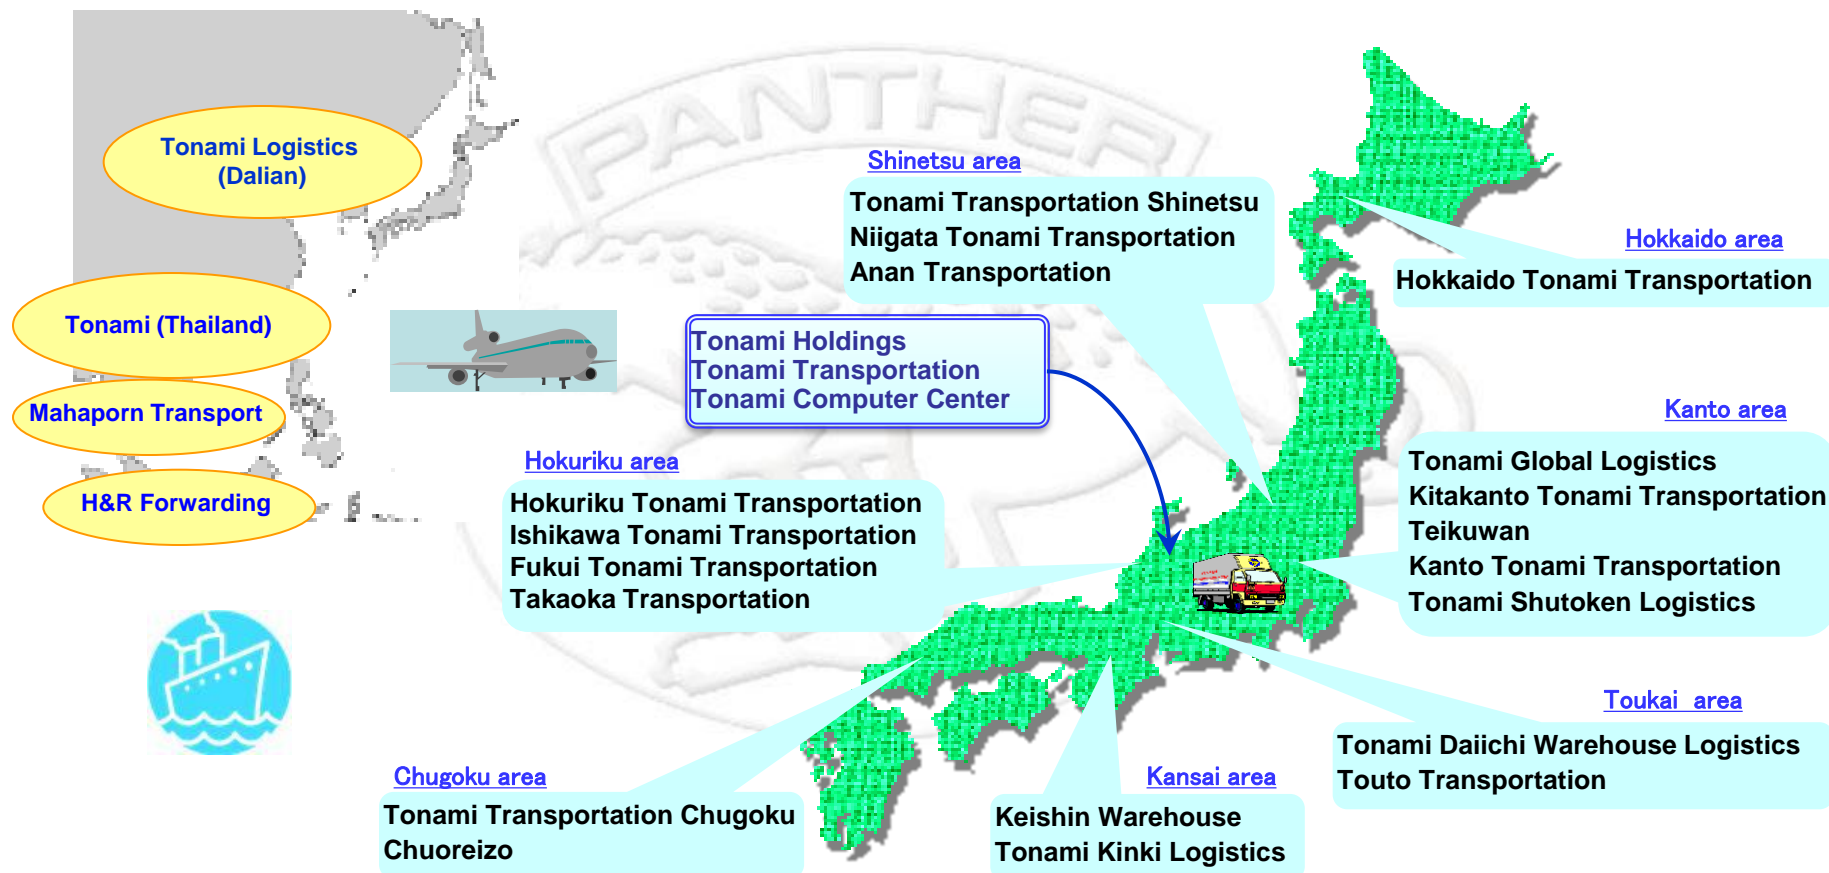 PANTHER
Tonami Logistics
(Dalian)
Tonami (Thailand)
Mahaporn Transport
H&R Forwarding
Shinetsu area
Tonami Transportation Shinetsu
Niigata Tonami Transportation
Anan Transportation
Hokkaido area
Hokkaido Tonami Transportation
Tonami Holdings
Tonami Transportation
Tonami Computer Center
Kanto area
Tonami Global Logistics
Kitakanto Tonami Transportation
Teikuwan
Kanto Tonami Transportation
Tonami Shutoken Logistics
Hokuriku area
Hokuriku Tonami Transportation
Ishikawa Tonami Transportation
Fukui Tonami Transportation
Takaoka Transportation
Toukai area
Tonami Daiichi Warehouse Logistics
Touto Transportation
Chugoku area
Tonami Transportation Chugoku
Chuoreizo
Kansai area
Keishin Warehouse
Tonami Kinki Logistics